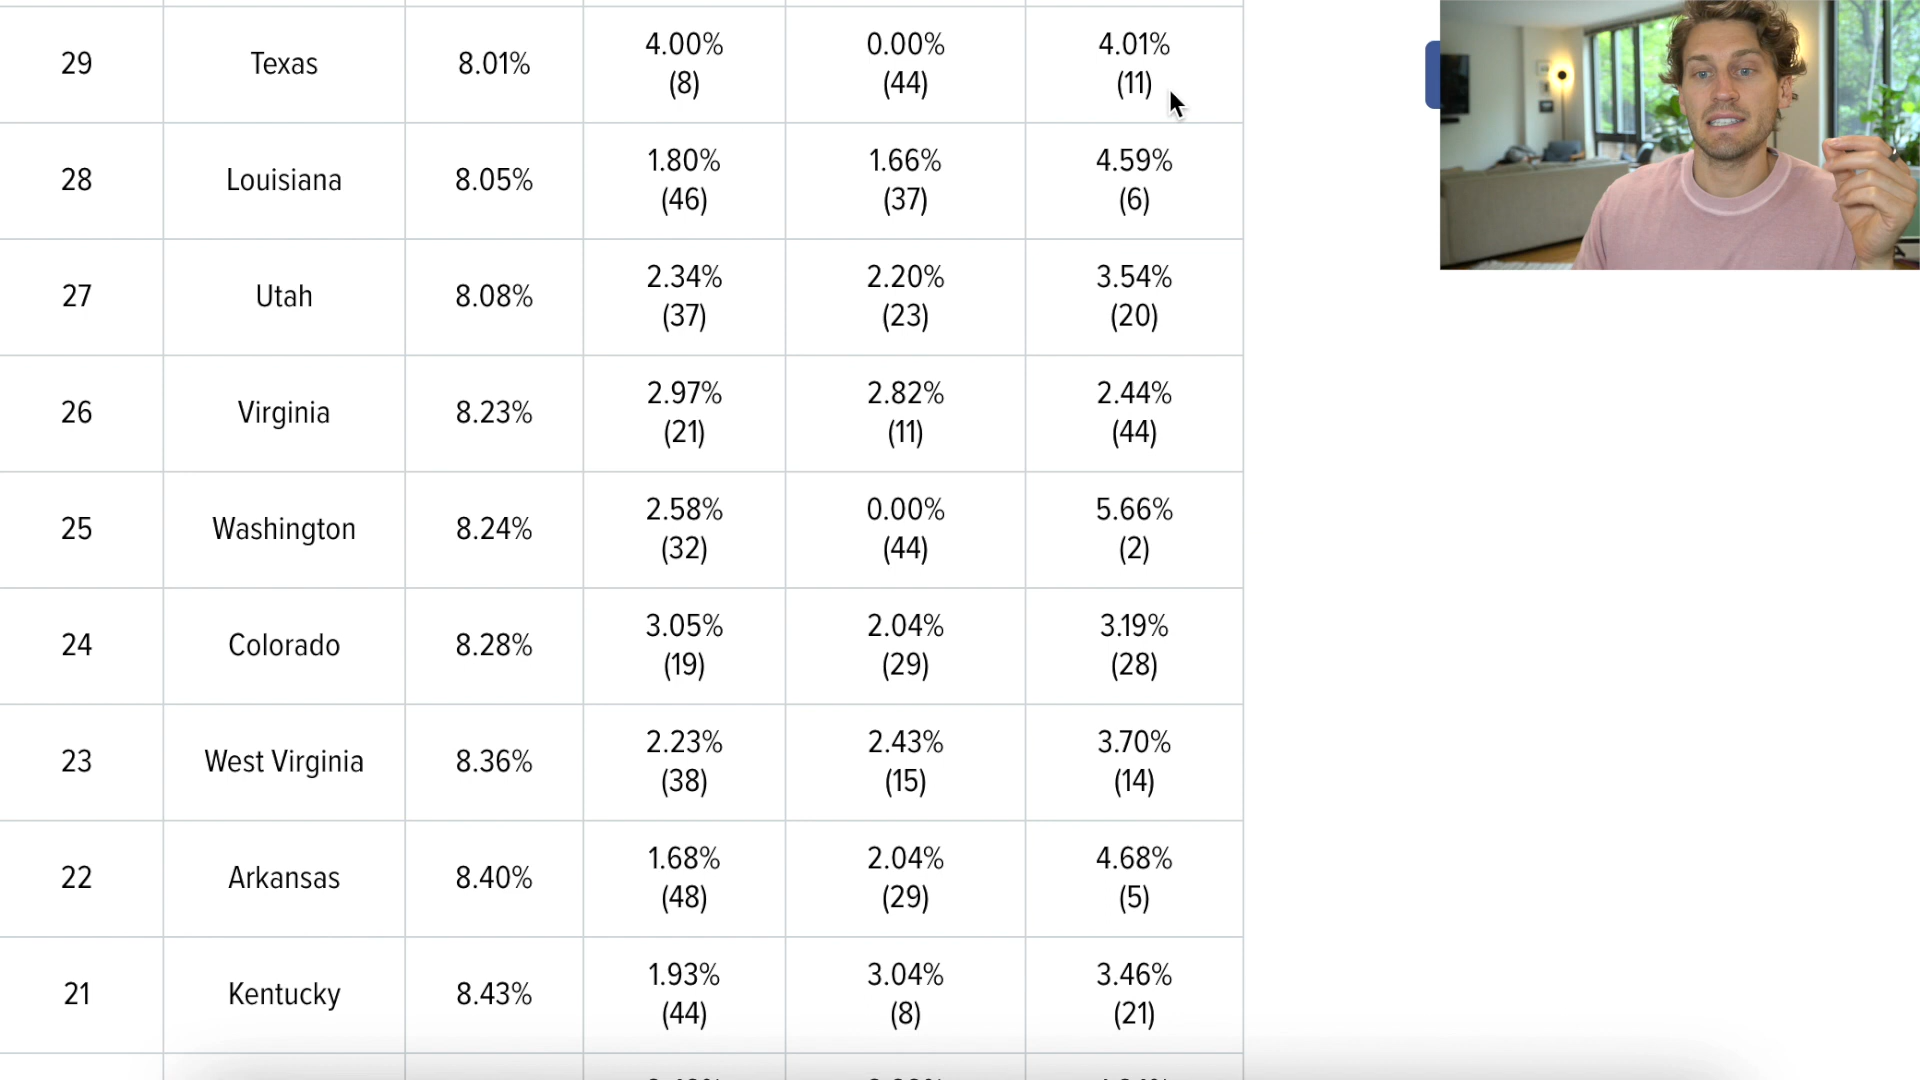 29 Texas 8.01% 4.00% (8) 0.00% (44) 4.01% (11)
28 Louisiana 8.05% 1.80% (46) 1.66% (37) 4.59% (6)
27 Utah 8.08% 2.34% (37) 2.20% (23) 3.54% (20)
26 Virginia 8.23% 2.97% (21) 2.82% (11) 2.44% (44)
25 Washington 8.24% 2.58% (32) 0.00% (44) 5.66% (2)
24 Colorado 8.28% 3.05% (19) 2.04% (29) 3.19% (28)
23 West Virginia 8.36% 2.23% (38) 2.43% (15) 3.70% (14)
22 Arkansas 8.40% 1.68% (48) 2.04% (29) 4.68% (5)
21 Kentucky 8.43% 1.93% (44) 3.04% (8) 3.46% (21)